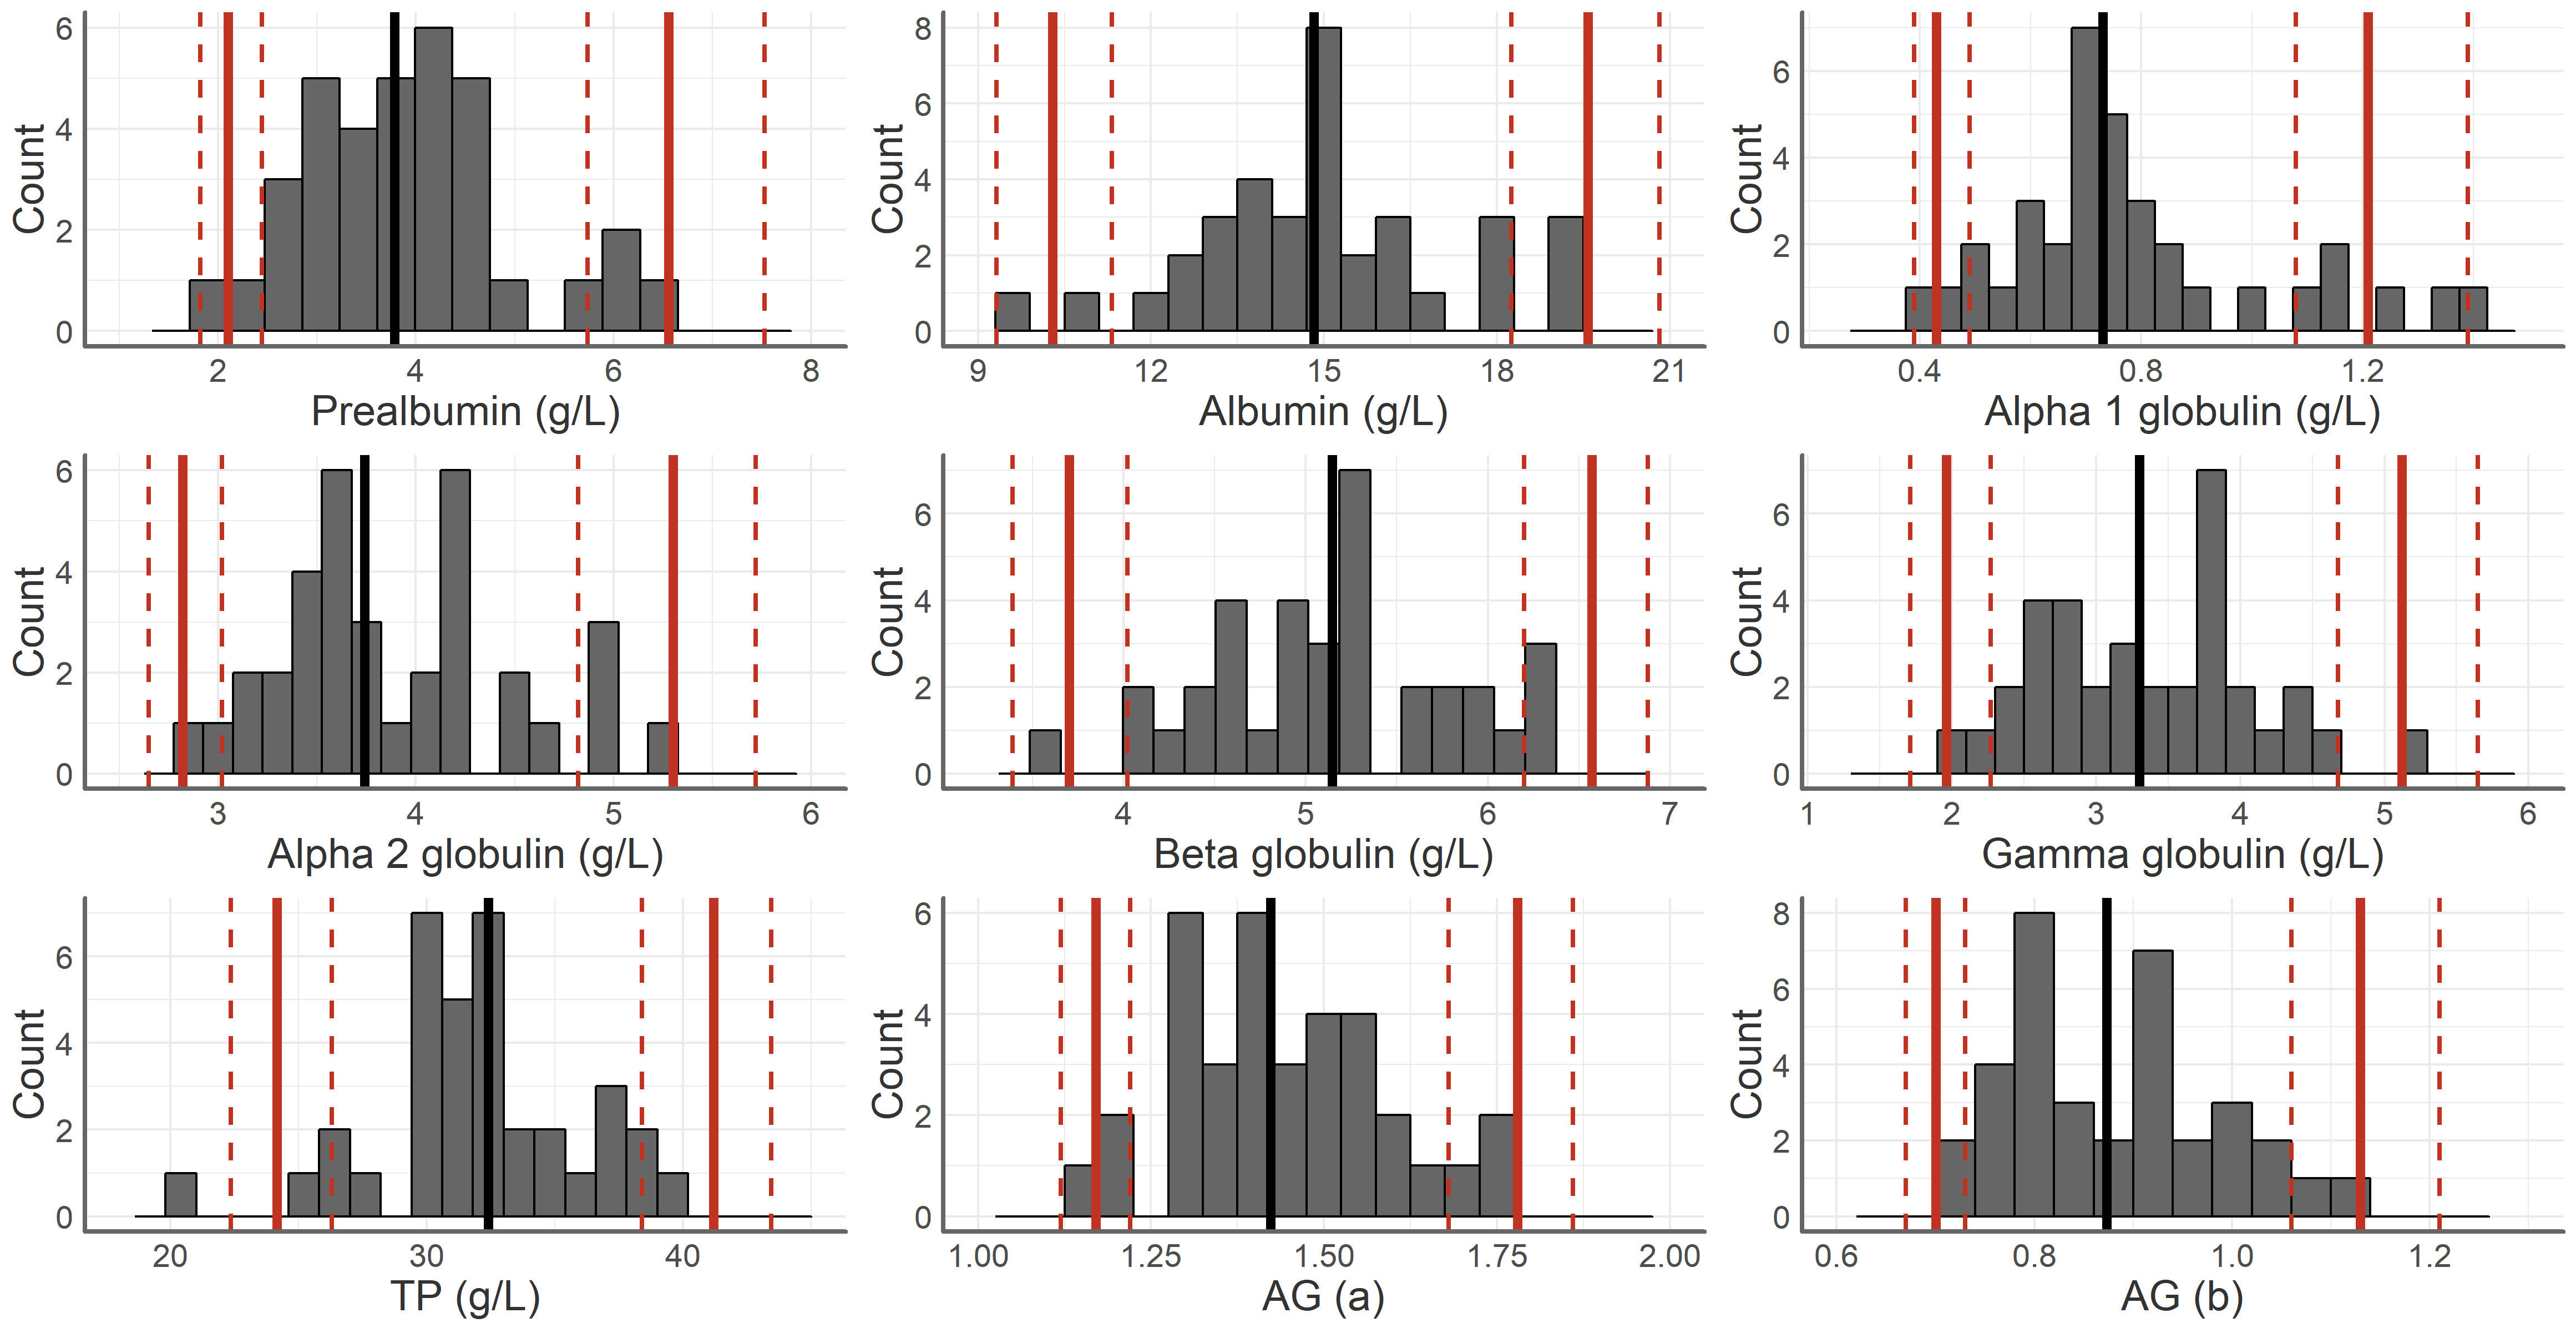 6
4
2
0
Count
2 4 6 8
Prealbumin (g/L)
8
6
4
2
0
Count
9 12 15 18 21
Albumin (g/L)
6
4
2
0
Count
0.4 0.8 1.2
Alpha 1 globulin (g/L)
6
4
2
0
Count
3 4 5 6
Alpha 2 globulin (g/L)
6
4
2
0
Count
4 5 6 7
Beta globulin (g/L)
6
4
2
0
Count
1 2 3 4 5 6
Gamma globulin (g/L)
6
4
2
0
Count
20 30 40
TP (g/L)
6
4
2
0
Count
1.00 1.25 1.50 1.75 2.00
AG (a)
8
6
4
2
0
Count
0.6 0.8 1.0 1.2
AG (b)